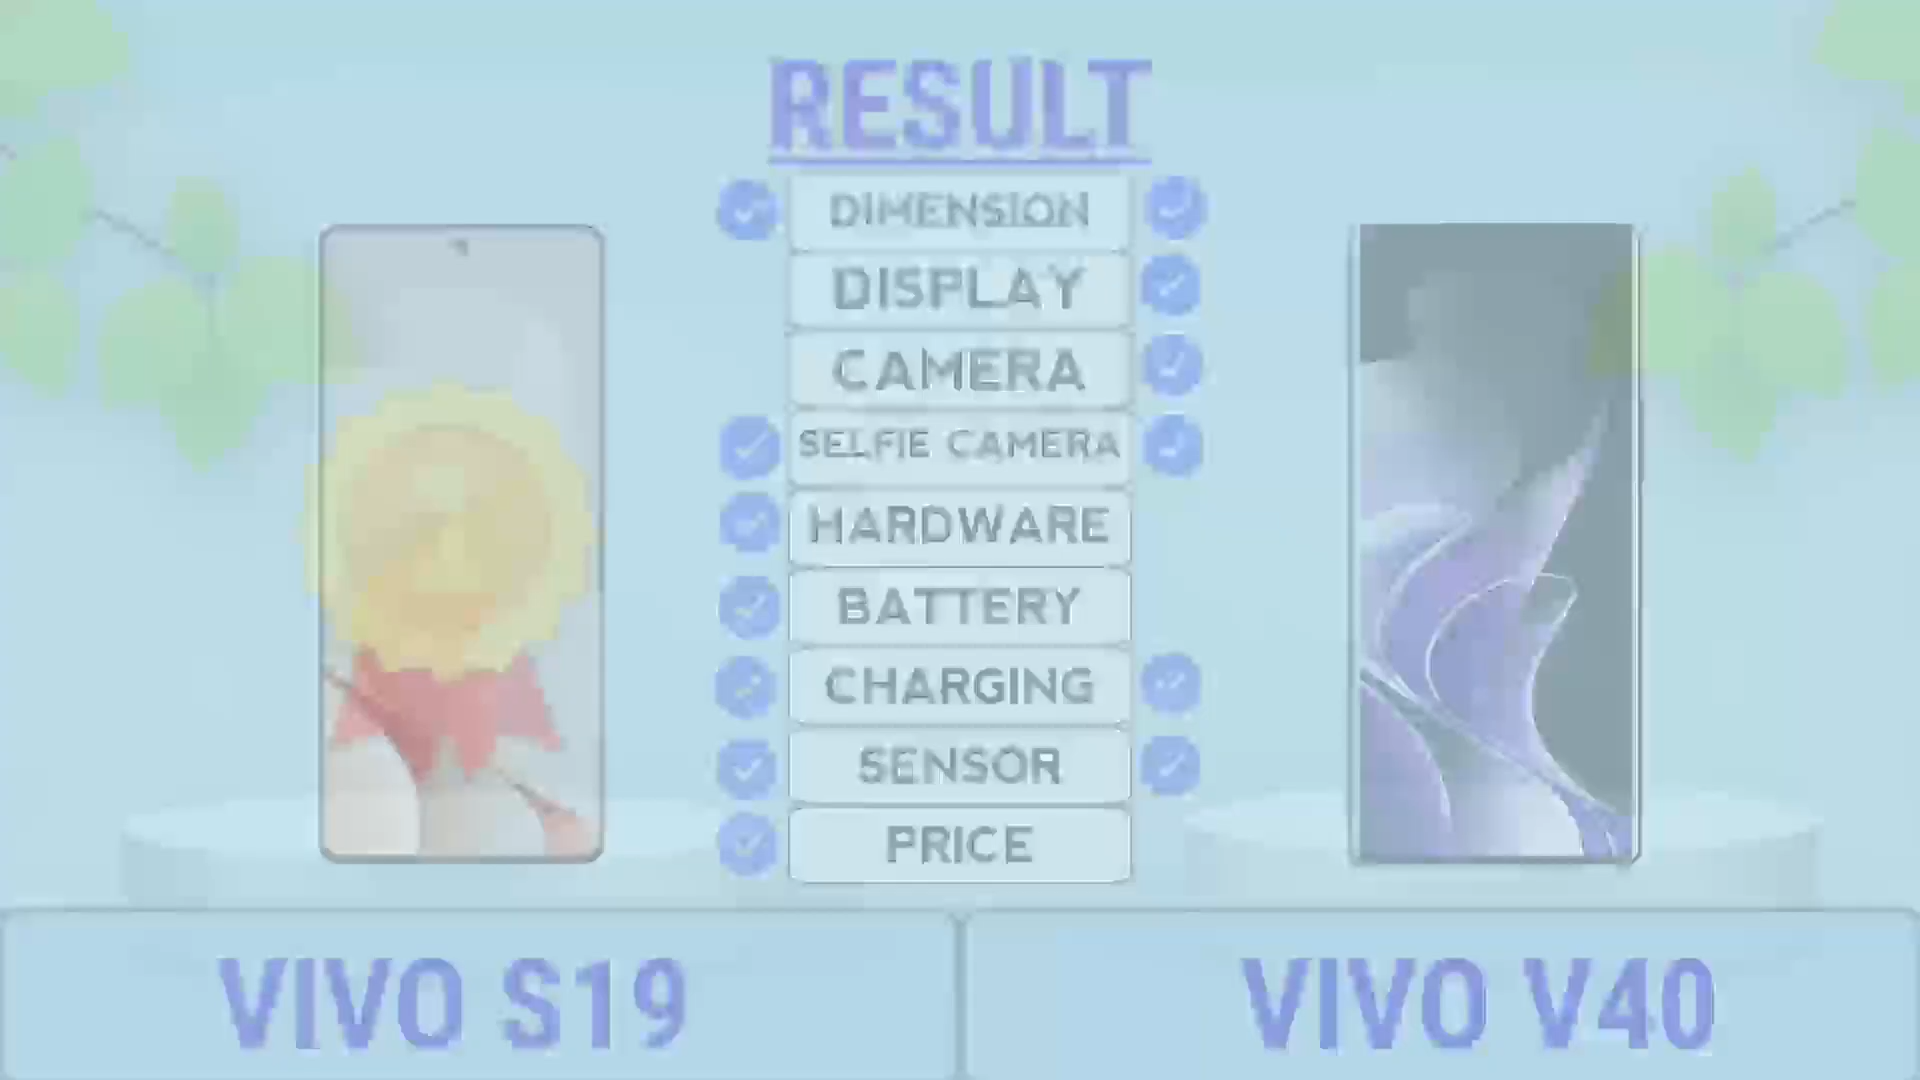 RESULT
DIMENSION
DISPLAY
CAMERA
SELFIE CAMERA
HARDWARE
BATTERY
CHARGING
SENSOR
PRICE
VIVO S19
VIVO V40